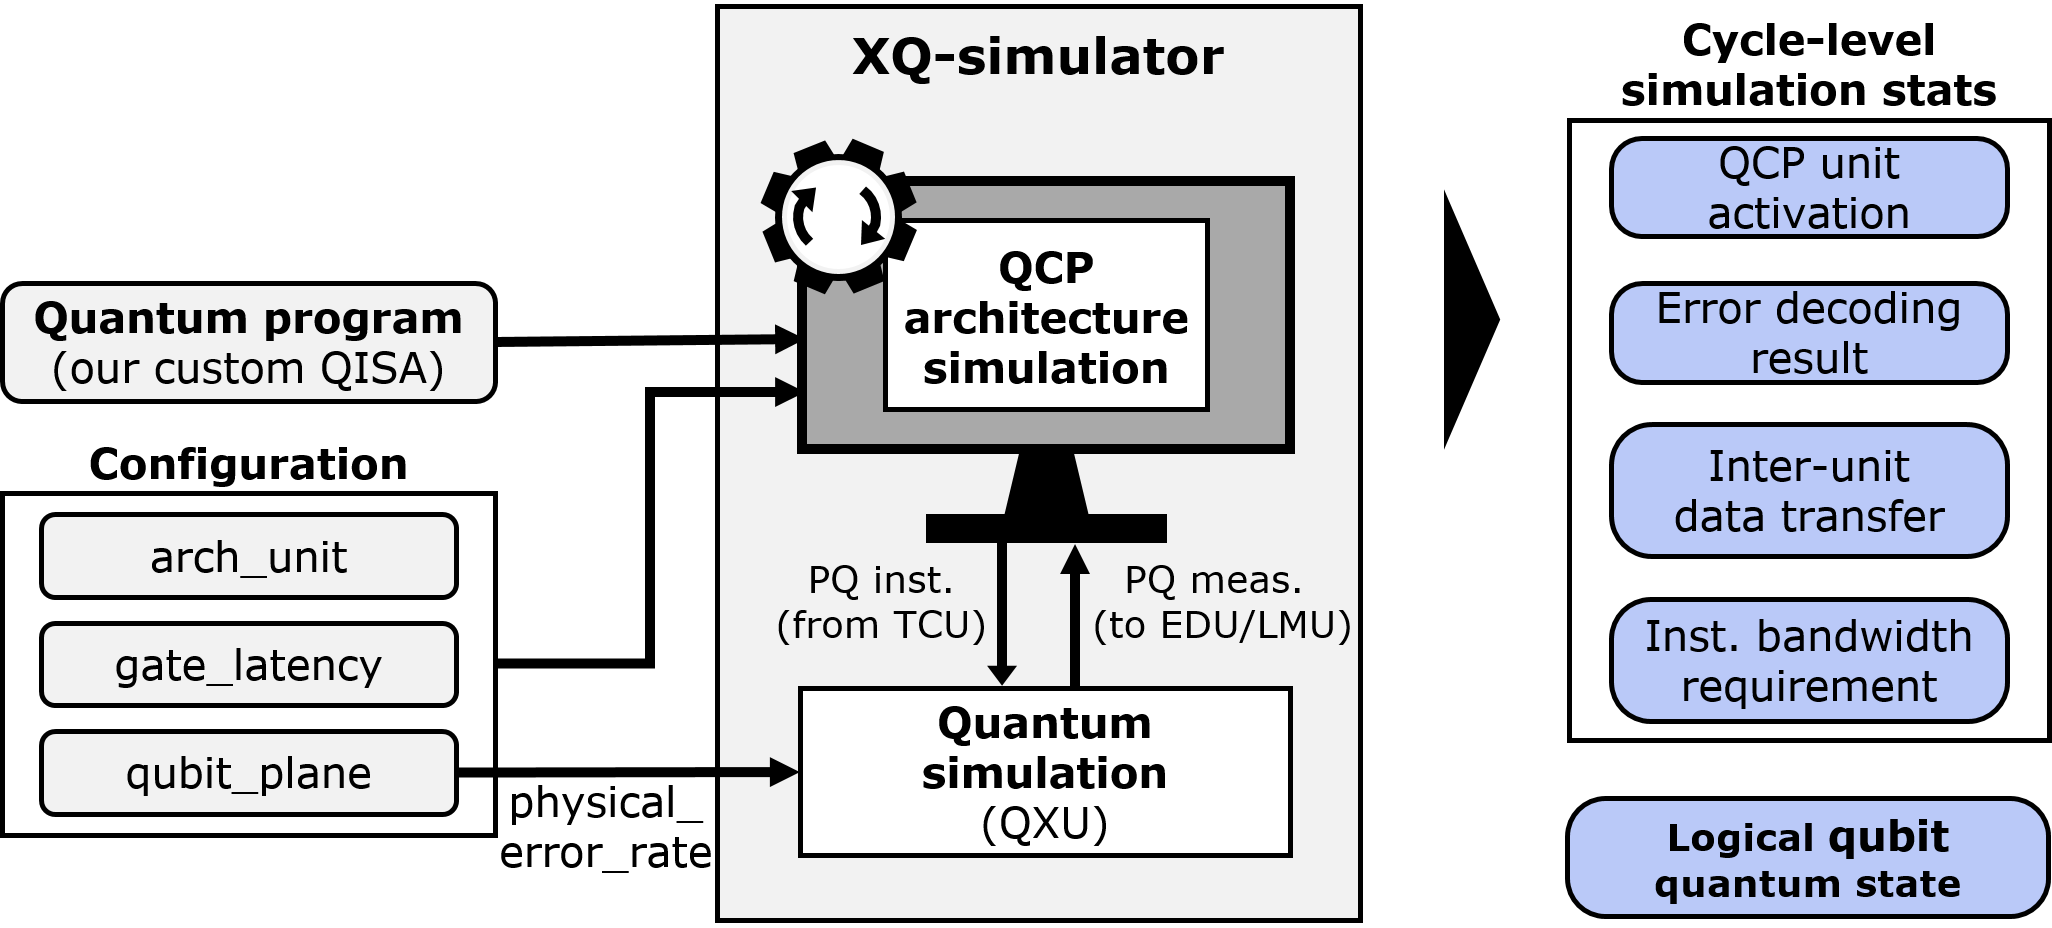 Quantum program
(our custom QISA)
Configuration
arch_unit
gate_latency
qubit_plane
physical_
error_rate
XQ-simulator
QCP
architecture
simulation
PQ inst.
(from TCU)
PQ meas.
(to EDU/LMU)
Quantum
simulation
(QXU)
Cycle-level
simulation stats
QCP unit
activation
Error decoding
result
Inter-unit
data transfer
Inst. bandwidth
requirement
Logical qubit
quantum state